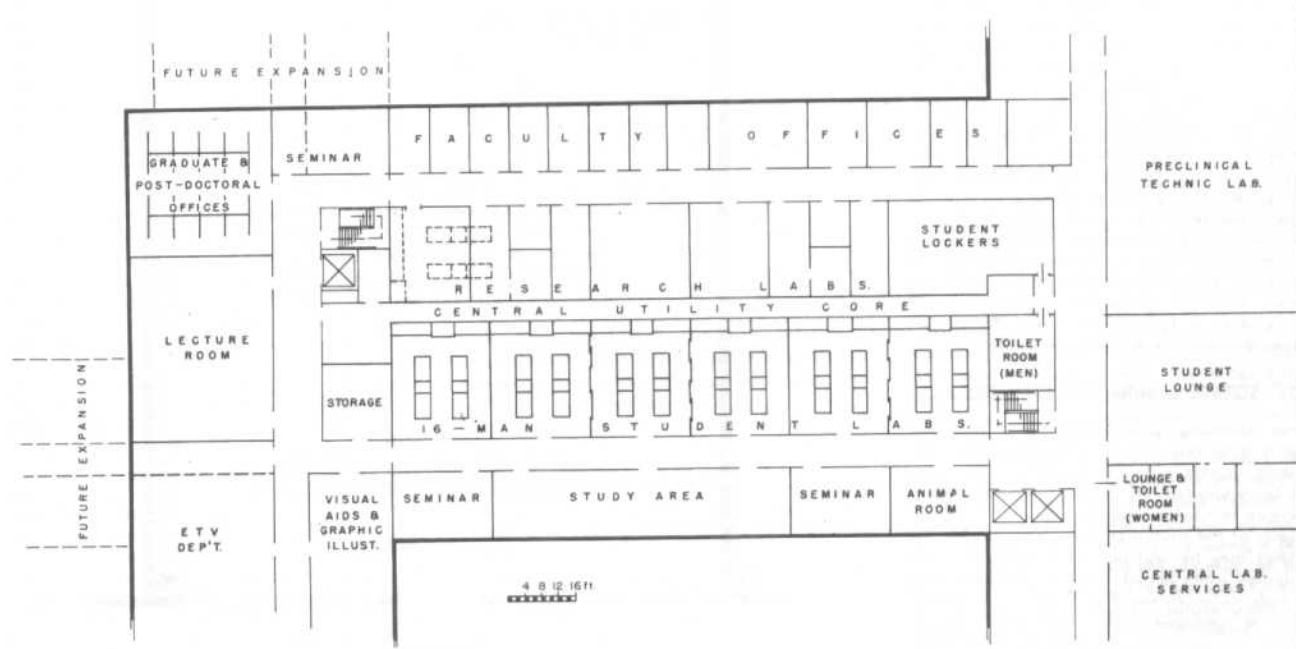 FUTURE EXPANSION
FACULTY OFFICES
SEMINAR
GRADUATE &
POST-DOCTORAL
OFFICES
PRECLINICAL
TECHNIC LAB.
STUDENT
LOCKERS
RESEARCH LABS.
CENTRAL UTILITY CORE
LECTURE
ROOM
TOILET
ROOM
(MEN)
STUDENT
LOUNGE
STORAGE
16-MAN STUDENT LABS.
FUTURE EXPANSION
ETV
DEP'T.
VISUAL
AIDS &
GRAPHIC
ILLUST.
SEMINAR
STUDY AREA
SEMINAR
ANIMAL
ROOM
LOUNGE &
TOILET
ROOM
(WOMEN)
CENTRAL LAB.
SERVICES
4 8 12 16ft.